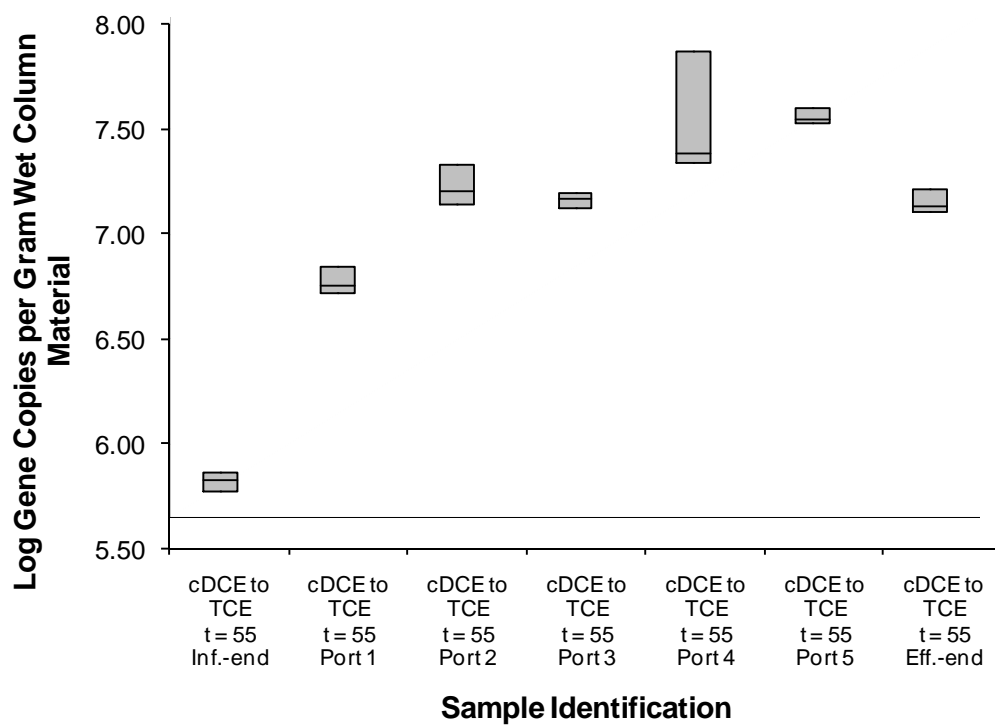 Log Gene Copies per Gram Wet Column
Material
8.00
7.50
7.00
6.50
6.00
5.50
cDCE to
TCE
t = 55
Inf.-end
cDCE to
TCE
t = 55
Port 1
cDCE to
TCE
t = 55
Port 2
cDCE to
TCE
t = 55
Port 3
cDCE to
TCE
t = 55
Port 4
cDCE to
TCE
t = 55
Port 5
cDCE to
TCE
t = 55
Eff.-end
Sample Identification